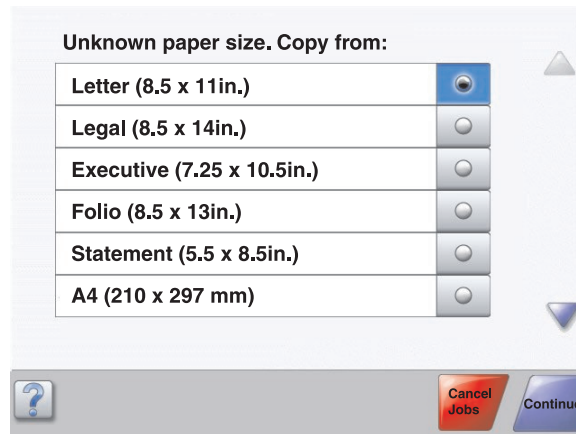 Unknown paper size. Copy from:
Letter (8.5 x 11in.)
Legal (8.5 x 14in.)
Executive (7.25 x 10.5in.)
Folio (8.5 x 13in.)
Statement (5.5 x 8.5in.)
A4 (210 x 297 mm)
?
Cancel
Jobs
Continue